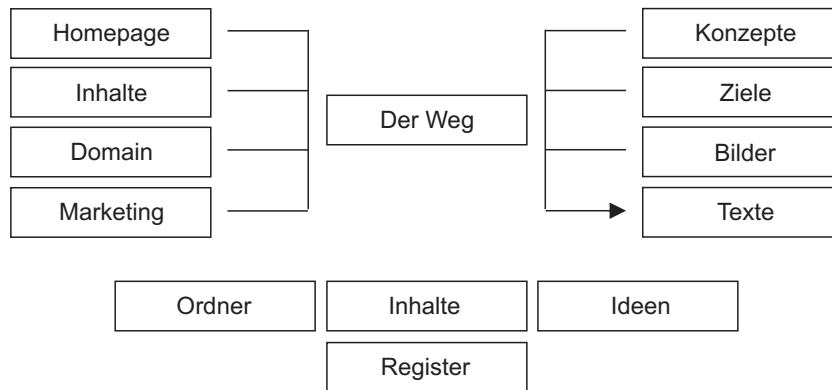 Homepage
Konzepte
Inhalte
Ziele
Der Weg
Domain
Bilder
Marketing
Texte
Ordner
Inhalte
Ideen
Register